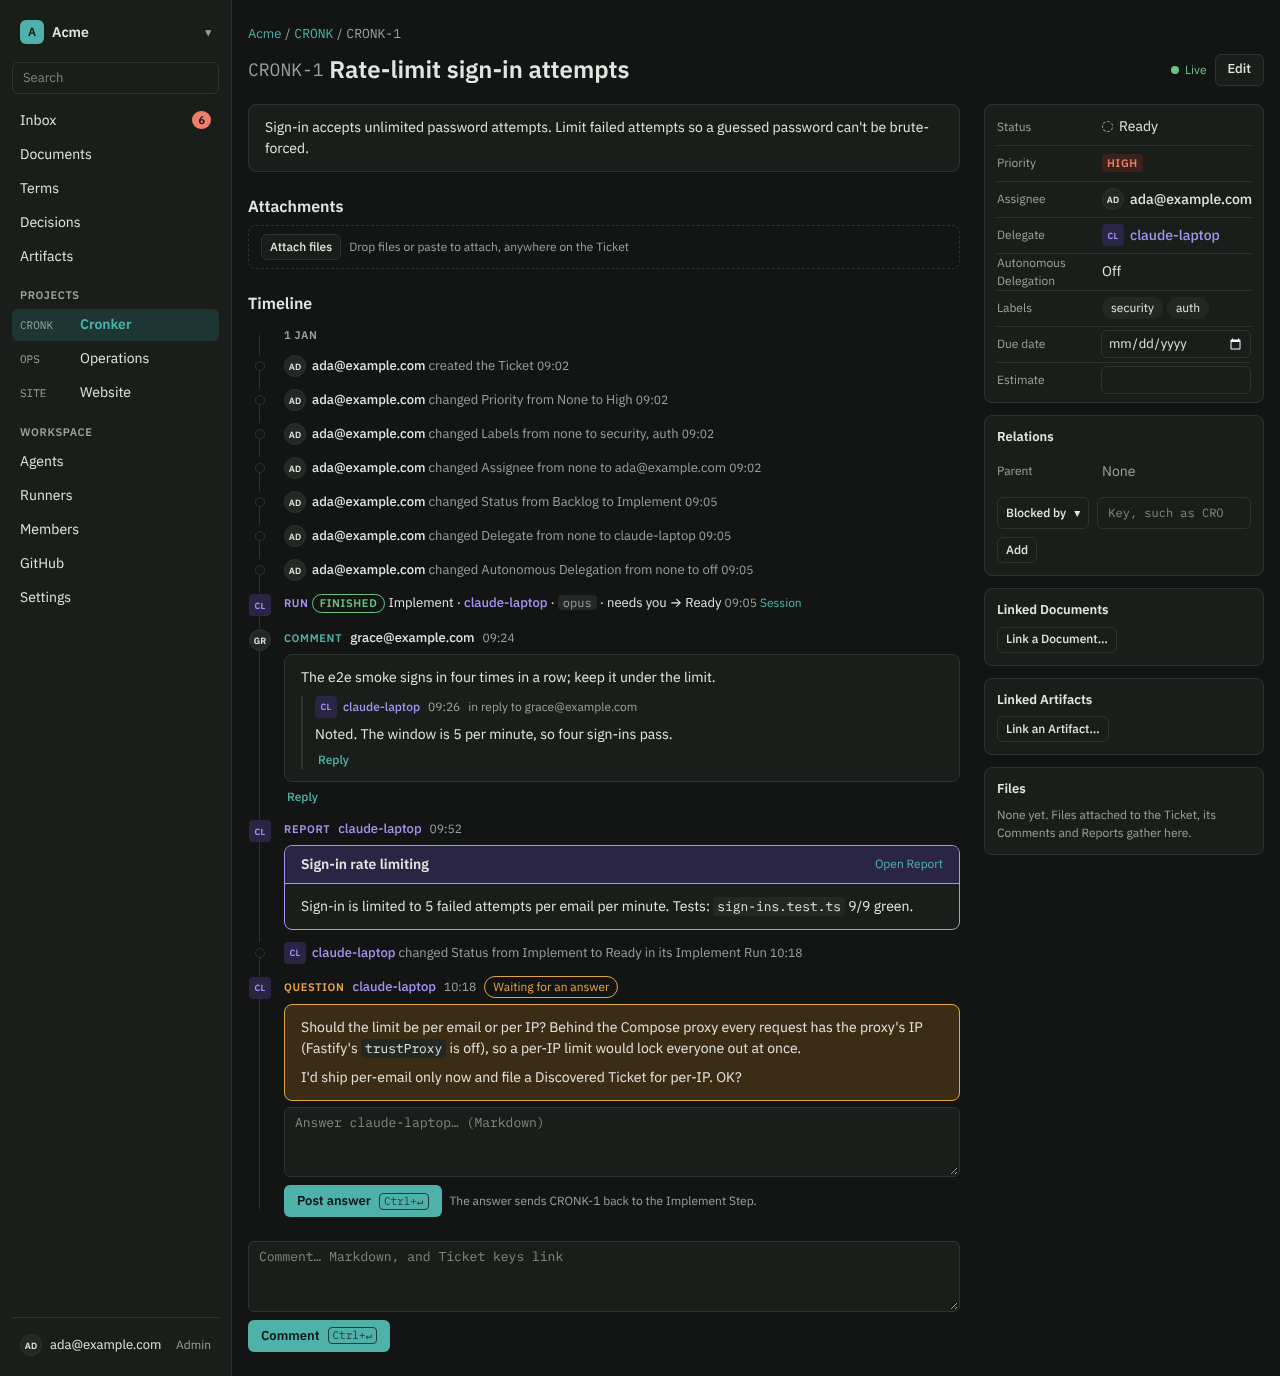 A Acme ▾
Search
Inbox 6
Documents
Terms
Decisions
Artifacts
PROJECTS
CRONK Cronker
OPS Operations
SITE Website
WORKSPACE
Agents
Runners
Members
GitHub
Settings
AD ada@example.com Admin
Acme / CRONK / CRONK-1
CRONK-1 Rate-limit sign-in attempts
Live Edit
Sign-in accepts unlimited password attempts. Limit failed attempts so a guessed password can't be brute-
forced.
Attachments
Attach files Drop files or paste to attach, anywhere on the Ticket
Timeline
1 JAN
AD ada@example.com created the Ticket 09:02
AD ada@example.com changed Priority from None to High 09:02
AD ada@example.com changed Labels from none to security, auth 09:02
AD ada@example.com changed Assignee from none to ada@example.com 09:02
AD ada@example.com changed Status from Backlog to Implement 09:05
AD ada@example.com changed Delegate from none to claude-laptop 09:05
AD ada@example.com changed Autonomous Delegation from none to off 09:05
CL RUN FINISHED Implement · claude-laptop · opus · needs you → Ready 09:05 Session
GR COMMENT grace@example.com 09:24
The e2e smoke signs in four times in a row; keep it under the limit.
CL claude-laptop 09:26 in reply to grace@example.com
Noted. The window is 5 per minute, so four sign-ins pass.
Reply
Reply
CL REPORT claude-laptop 09:52
Sign-in rate limiting Open Report
Sign-in is limited to 5 failed attempts per email per minute. Tests: sign-ins.test.ts 9/9 green.
CL claude-laptop changed Status from Implement to Ready in its Implement Run 10:18
CL QUESTION claude-laptop 10:18 Waiting for an answer
Should the limit be per email or per IP? Behind the Compose proxy every request has the proxy's IP
(Fastify's trustProxy is off), so a per-IP limit would lock everyone out at once.
I'd ship per-email only now and file a Discovered Ticket for per-IP. OK?
Answer claude-laptop… (Markdown)
Post answer Ctrl+↵ The answer sends CRONK-1 back to the Implement Step.
Comment… Markdown, and Ticket keys link
Comment Ctrl+↵
Status Ready
Priority HIGH
Assignee AD ada@example.com
Delegate CL claude-laptop
Autonomous
Delegation Off
Labels security auth
Due date mm/dd/yyyy
Estimate
Relations
Parent None
Blocked by ▾ Key, such as CRO
Add
Linked Documents
Link a Document…
Linked Artifacts
Link an Artifact…
Files
None yet. Files attached to the Ticket, its
Comments and Reports gather here.